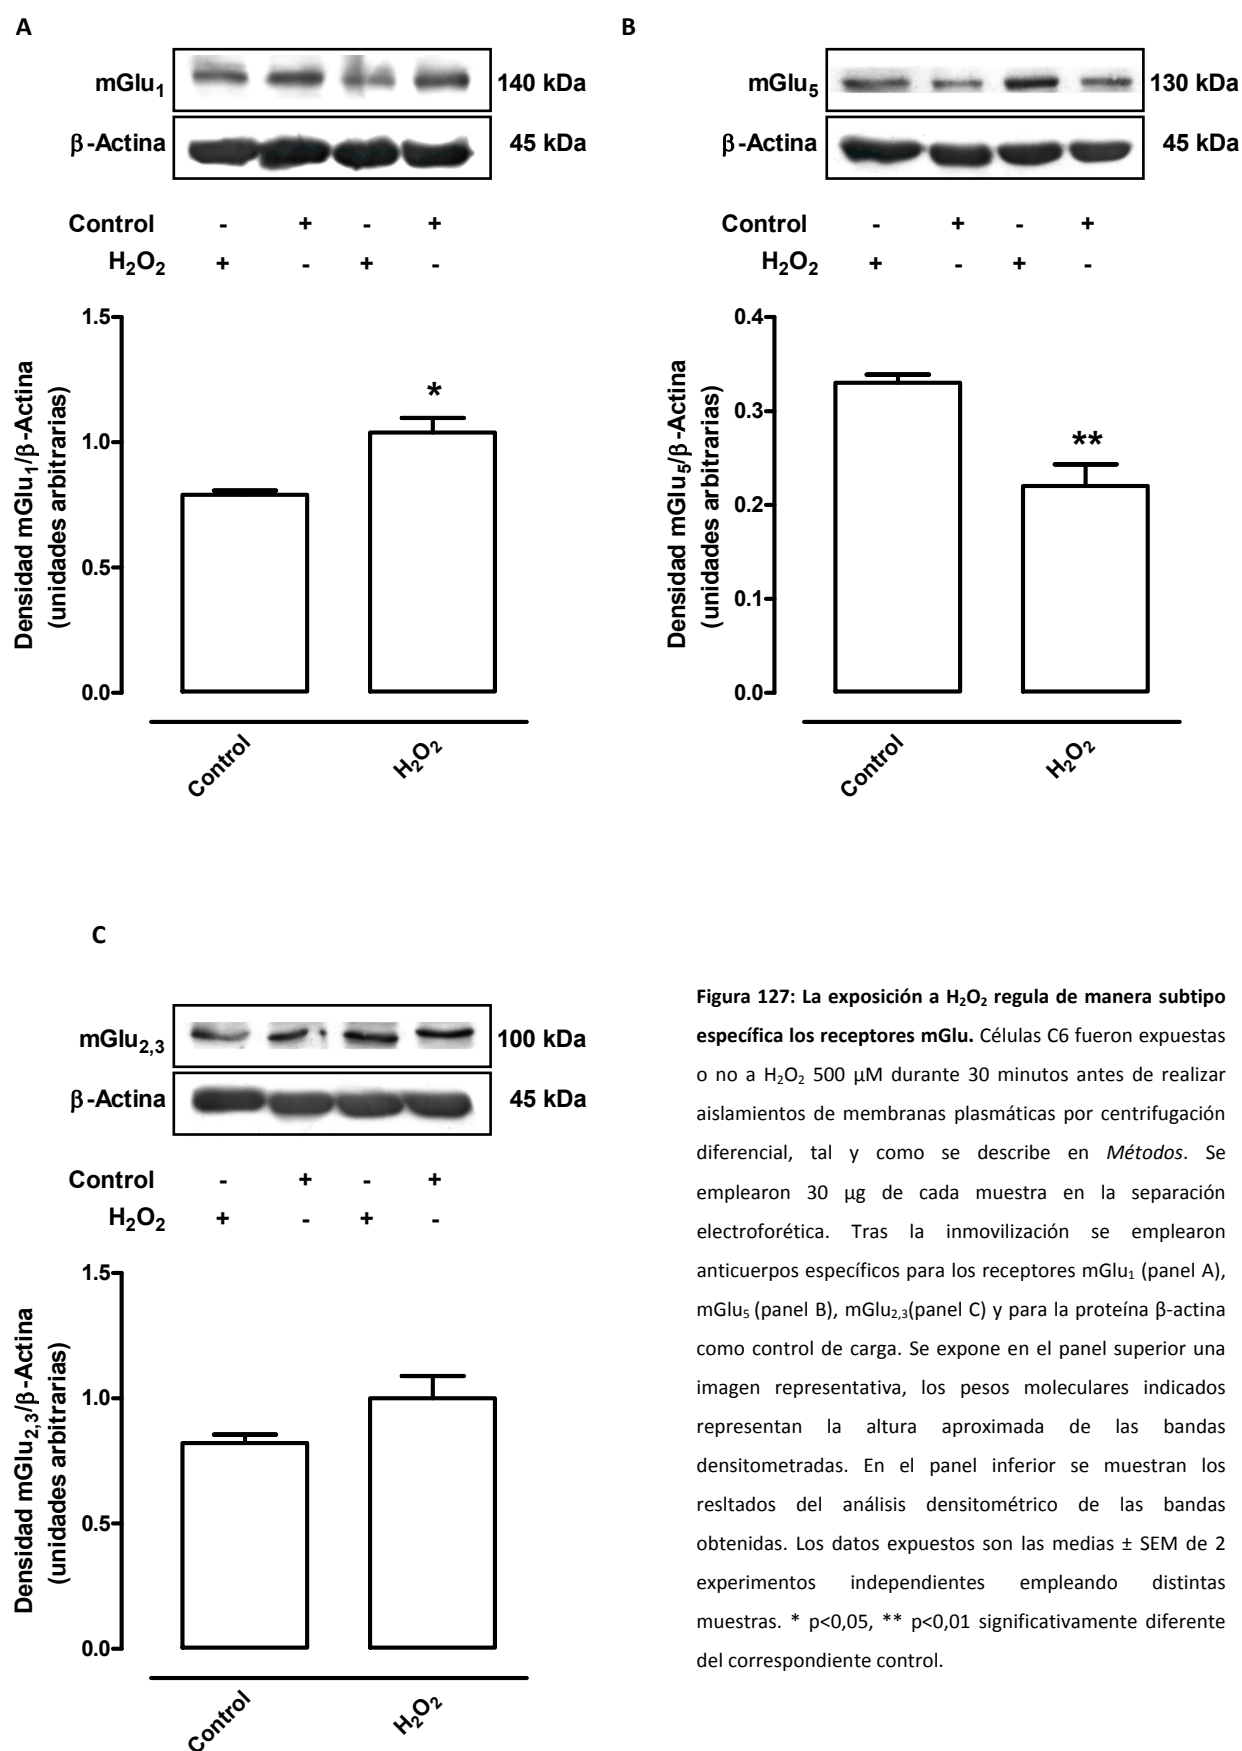 A
mGlu₁ 140 kDa
β-Actina 45 kDa
Control - + - +
H₂O₂ + - + -
Densidad mGlu₁/β-Actina
(unidades arbitrarias)
1.5
1.0
0.5
0.0
*
Control H₂O₂
B
mGlu₅ 130 kDa
β-Actina 45 kDa
Control - + - +
H₂O₂ + - + -
Densidad mGlu₅/β-Actina
(unidades arbitrarias)
0.4
0.3
0.2
0.1
0.0
**
Control H₂O₂
C
mGlu₂,₃ 100 kDa
β-Actina 45 kDa
Control - + - +
H₂O₂ + - + -
Densidad mGlu₂,₃/β-Actina
(unidades arbitrarias)
1.5
1.0
0.5
0.0
Control H₂O₂
Figura 127: La exposición a H₂O₂ regula de manera subtipo
específica los receptores mGlu. Células C6 fueron expuestas
o no a H₂O₂ 500 µM durante 30 minutos antes de realizar
aislamientos de membranas plasmáticas por centrifugación
diferencial, tal y como se describe en Métodos. Se
emplearon 30 µg de cada muestra en la separación
electroforética. Tras la inmovilización se emplearon
anticuerpos específicos para los receptores mGlu₁ (panel A),
mGlu₅ (panel B), mGlu₂,₃(panel C) y para la proteína β-actina
como control de carga. Se expone en el panel superior una
imagen representativa, los pesos moleculares indicados
representan la altura aproximada de las bandas
densitometradas. En el panel inferior se muestran los
resltados del análisis densitométrico de las bandas
obtenidas. Los datos expuestos son las medias ± SEM de 2
experimentos independientes empleando distintas
muestras. * p<0,05, ** p<0,01 significativamente diferente
del correspondiente control.